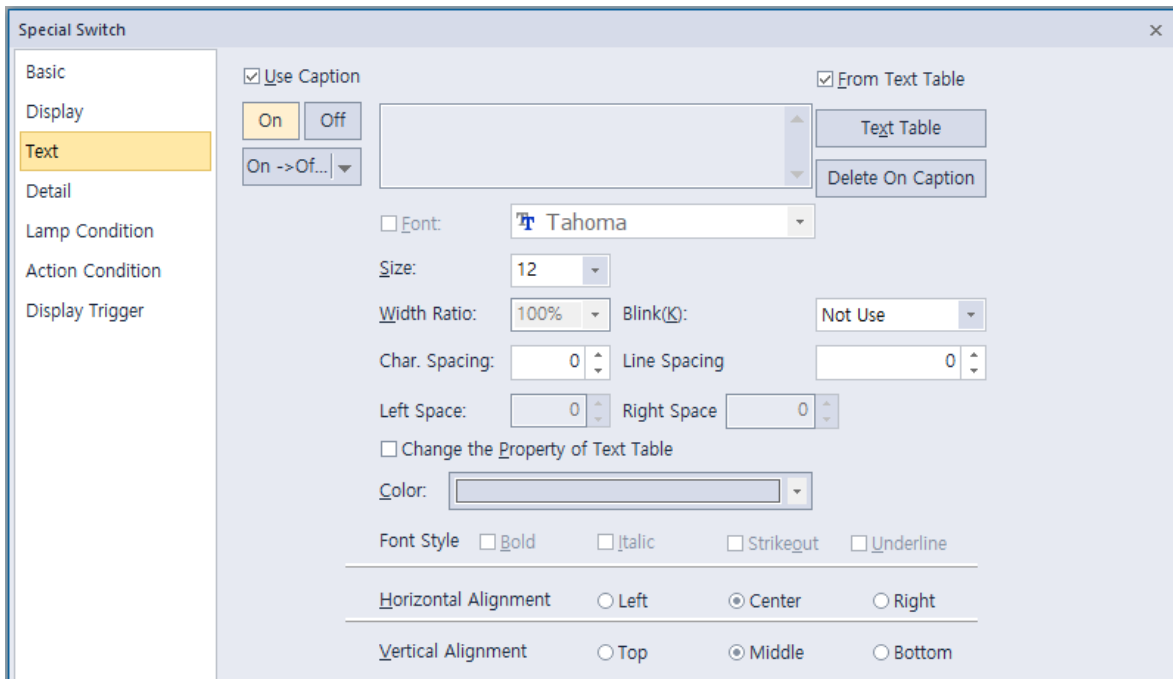 Special Switch
Basic
Display
Text
Detail
Lamp Condition
Action Condition
Display Trigger
Use Caption
From Text Table
On
Off
On ->Of...
Text Table
Delete On Caption
Font:
Tahoma
Size:
12
Width Ratio:
100%
Blink(K):
Not Use
Char. Spacing:
0
Line Spacing
0
Left Space:
0
Right Space
0
Change the Property of Text Table
Color:
Font Style
Bold
Italic
Strikeout
Underline
Horizontal Alignment
Left
Center
Right
Vertical Alignment
Top
Middle
Bottom